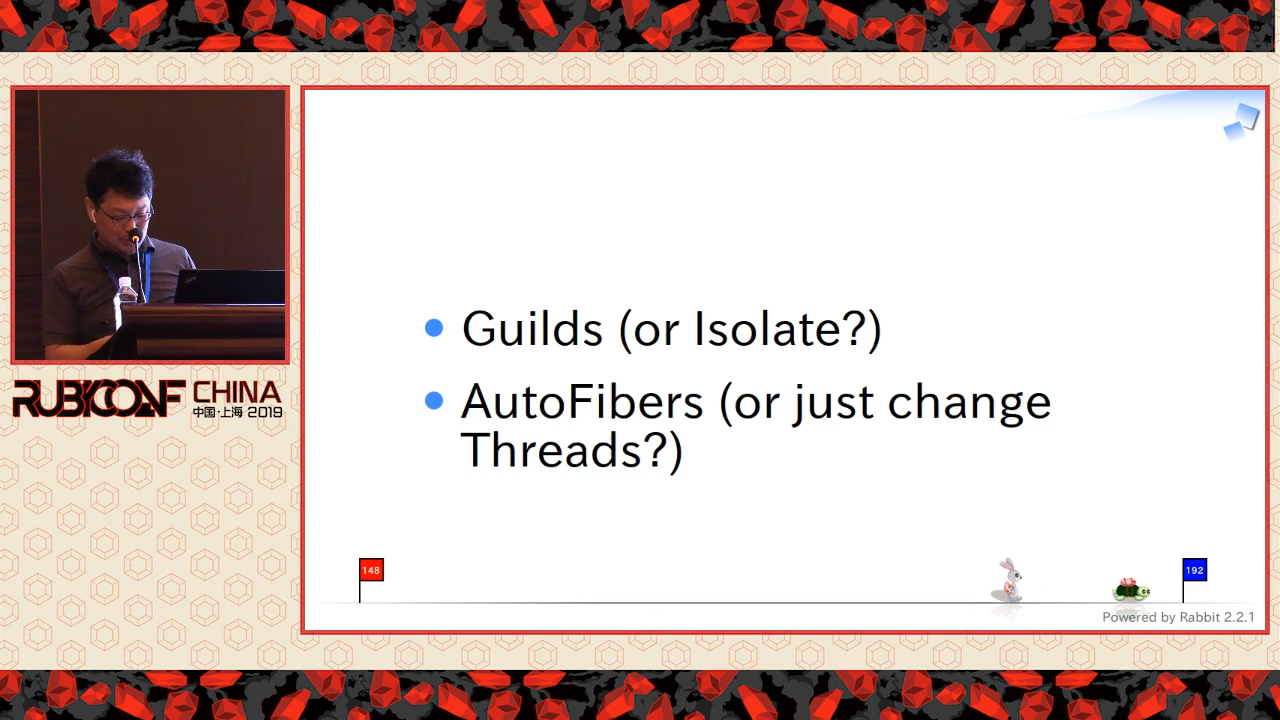 RUBYCONF CHINA
中国·上海 2019
Guilds (or Isolate?)
AutoFibers (or just change
Threads?)
148
192
Powered by Rabbit 2.2.1